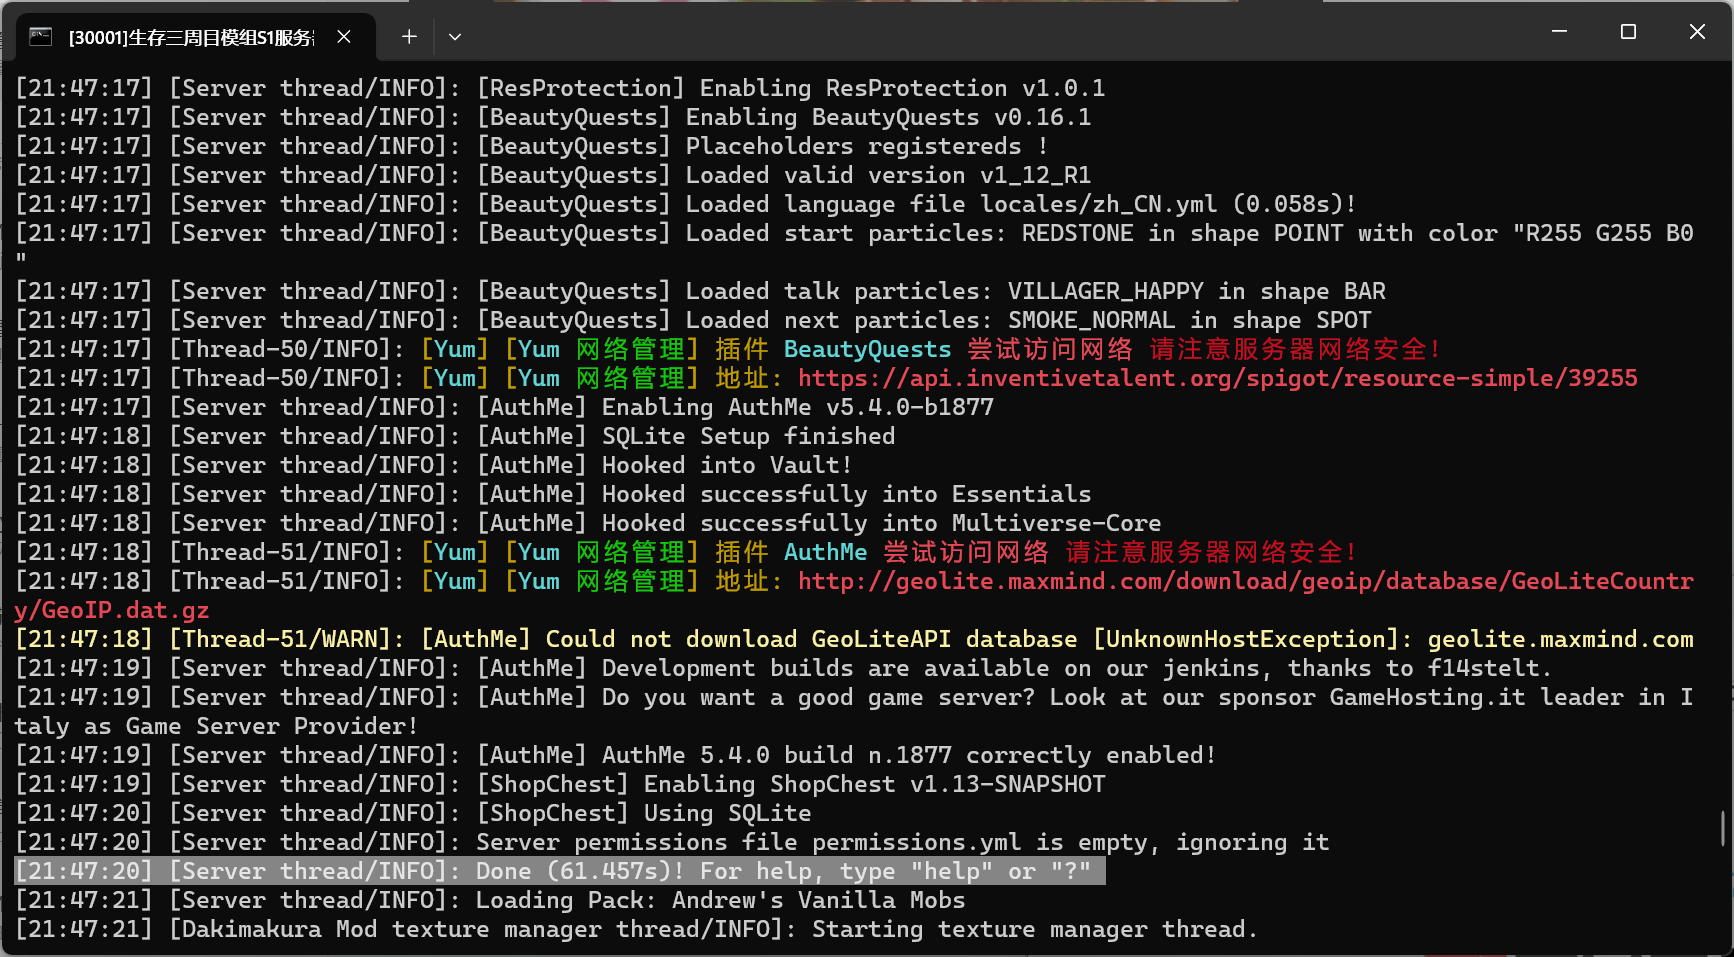 [30001]生存三周目模组S1服务
[21:47:17] [Server thread/INFO]: [ResProtection] Enabling ResProtection v1.0.1
[21:47:17] [Server thread/INFO]: [BeautyQuests] Enabling BeautyQuests v0.16.1
[21:47:17] [Server thread/INFO]: [BeautyQuests] Placeholders registereds !
[21:47:17] [Server thread/INFO]: [BeautyQuests] Loaded valid version v1_12_R1
[21:47:17] [Server thread/INFO]: [BeautyQuests] Loaded language file locales/zh_CN.yml (0.058s)!
[21:47:17] [Server thread/INFO]: [BeautyQuests] Loaded start particles: REDSTONE in shape POINT with color "R255 G255 B0
"
[21:47:17] [Server thread/INFO]: [BeautyQuests] Loaded talk particles: VILLAGER_HAPPY in shape BAR
[21:47:17] [Server thread/INFO]: [BeautyQuests] Loaded next particles: SMOKE_NORMAL in shape SPOT
[21:47:17] [Thread-50/INFO]: [Yum] [Yum 网络管理] 插件 BeautyQuests 尝试访问网络 请注意服务器网络安全!
[21:47:17] [Thread-50/INFO]: [Yum] [Yum 网络管理] 地址: https://api.inventivetalent.org/spigot/resource-simple/39255
[21:47:17] [Server thread/INFO]: [AuthMe] Enabling AuthMe v5.4.0-b1877
[21:47:18] [Server thread/INFO]: [AuthMe] SQLite Setup finished
[21:47:18] [Server thread/INFO]: [AuthMe] Hooked into Vault!
[21:47:18] [Server thread/INFO]: [AuthMe] Hooked successfully into Essentials
[21:47:18] [Server thread/INFO]: [AuthMe] Hooked successfully into Multiverse-Core
[21:47:18] [Thread-51/INFO]: [Yum] [Yum 网络管理] 插件 AuthMe 尝试访问网络 请注意服务器网络安全!
[21:47:18] [Thread-51/INFO]: [Yum] [Yum 网络管理] 地址: http://geolite.maxmind.com/download/geoip/database/GeoLiteCountr
y/GeoIP.dat.gz
[21:47:18] [Thread-51/WARN]: [AuthMe] Could not download GeoLiteAPI database [UnknownHostException]: geolite.maxmind.com
[21:47:19] [Server thread/INFO]: [AuthMe] Development builds are available on our jenkins, thanks to f14stelt.
[21:47:19] [Server thread/INFO]: [AuthMe] Do you want a good game server? Look at our sponsor GameHosting.it leader in I
taly as Game Server Provider!
[21:47:19] [Server thread/INFO]: [AuthMe] AuthMe 5.4.0 build n.1877 correctly enabled!
[21:47:19] [Server thread/INFO]: [ShopChest] Enabling ShopChest v1.13-SNAPSHOT
[21:47:20] [Server thread/INFO]: [ShopChest] Using SQLite
[21:47:20] [Server thread/INFO]: Server permissions file permissions.yml is empty, ignoring it
[21:47:20] [Server thread/INFO]: Done (61.457s)! For help, type "help" or "?"
[21:47:21] [Server thread/INFO]: Loading Pack: Andrew's Vanilla Mobs
[21:47:21] [Dakimakura Mod texture manager thread/INFO]: Starting texture manager thread.